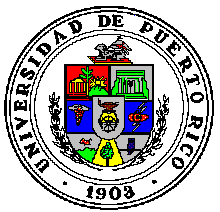 UNIVERSIDAD DE PUERTO RICO
· 1903 ·